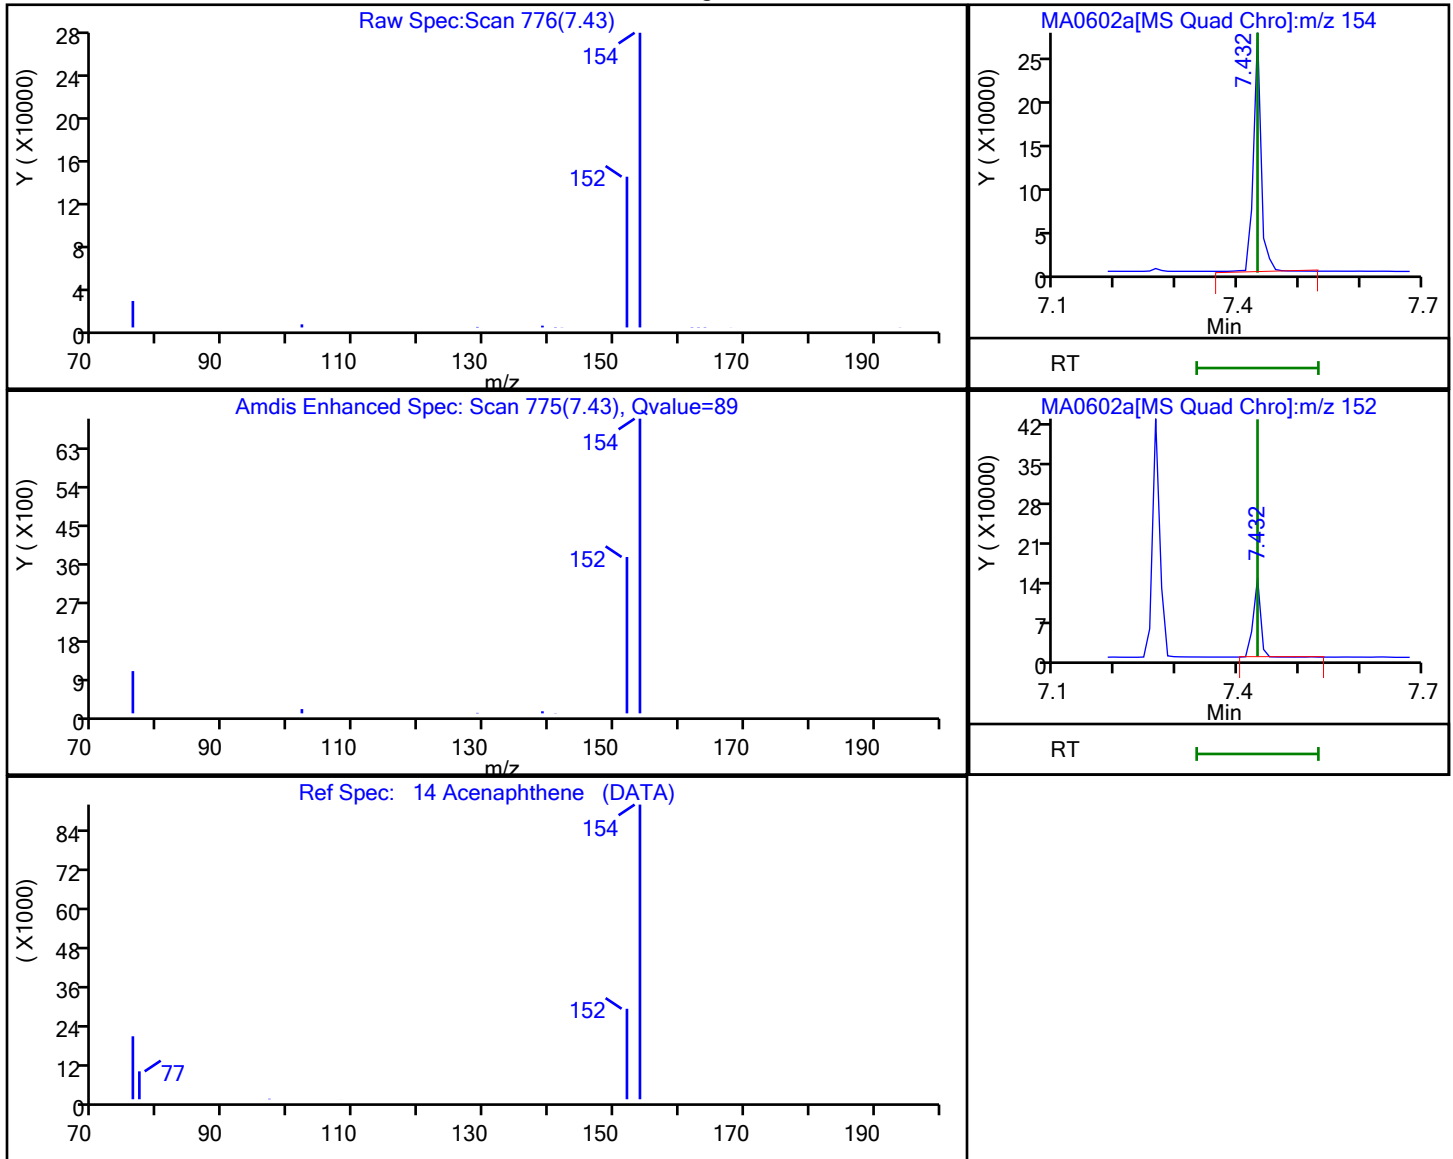 Raw Spec:Scan 776(7.43)
28
24
20
16
12
8
4
0
Y ( X10000)
154
152
70 90 110 130 150 170 190
m/z
MA0602a[MS Quad Chro]:m/z 154
25
20
15
10
5
0
Y ( X10000)
7.432
7.1 7.4 7.7
Min
RT
Amdis Enhanced Spec: Scan 775(7.43), Qvalue=89
63
54
45
36
27
18
9
0
Y ( X100)
154
152
70 90 110 130 150 170 190
m/z
MA0602a[MS Quad Chro]:m/z 152
42
35
28
21
14
7
0
Y ( X10000)
7.432
7.1 7.4 7.7
Min
RT
Ref Spec: 14 Acenaphthene (DATA)
84
72
60
48
36
24
12
0
( X1000)
154
152
77
70 90 110 130 150 170 190